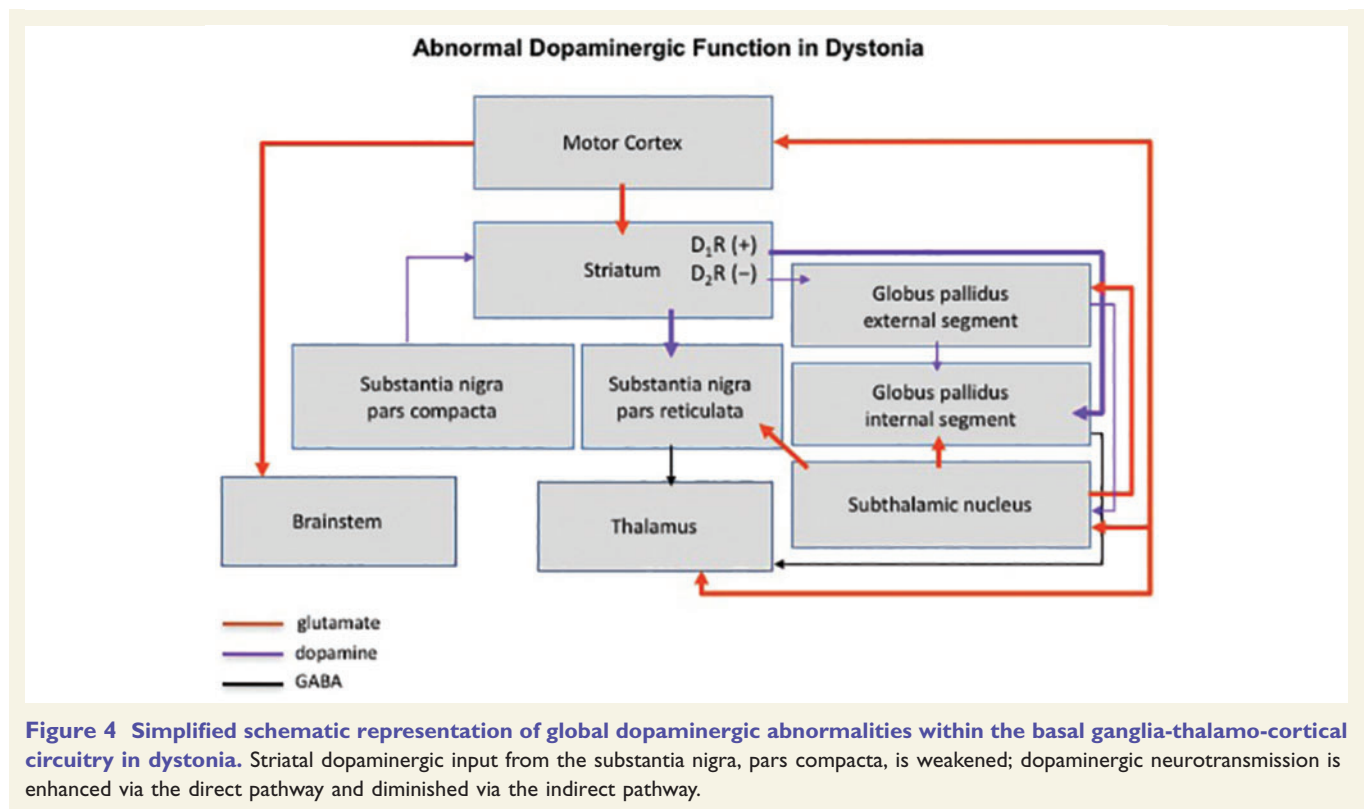 Abnormal Dopaminergic Function in Dystonia
Motor Cortex
Striatum
D₁R (+)
D₂R (−)
Globus pallidus
external segment
Substantia nigra
pars compacta
Substantia nigra
pars reticulata
Globus pallidus
internal segment
Brainstem
Thalamus
Subthalamic nucleus
glutamate
dopamine
GABA
Figure 4 Simplified schematic representation of global dopaminergic abnormalities within the basal ganglia-thalamo-cortical
circuitry in dystonia. Striatal dopaminergic input from the substantia nigra, pars compacta, is weakened; dopaminergic neurotransmission is
enhanced via the direct pathway and diminished via the indirect pathway.